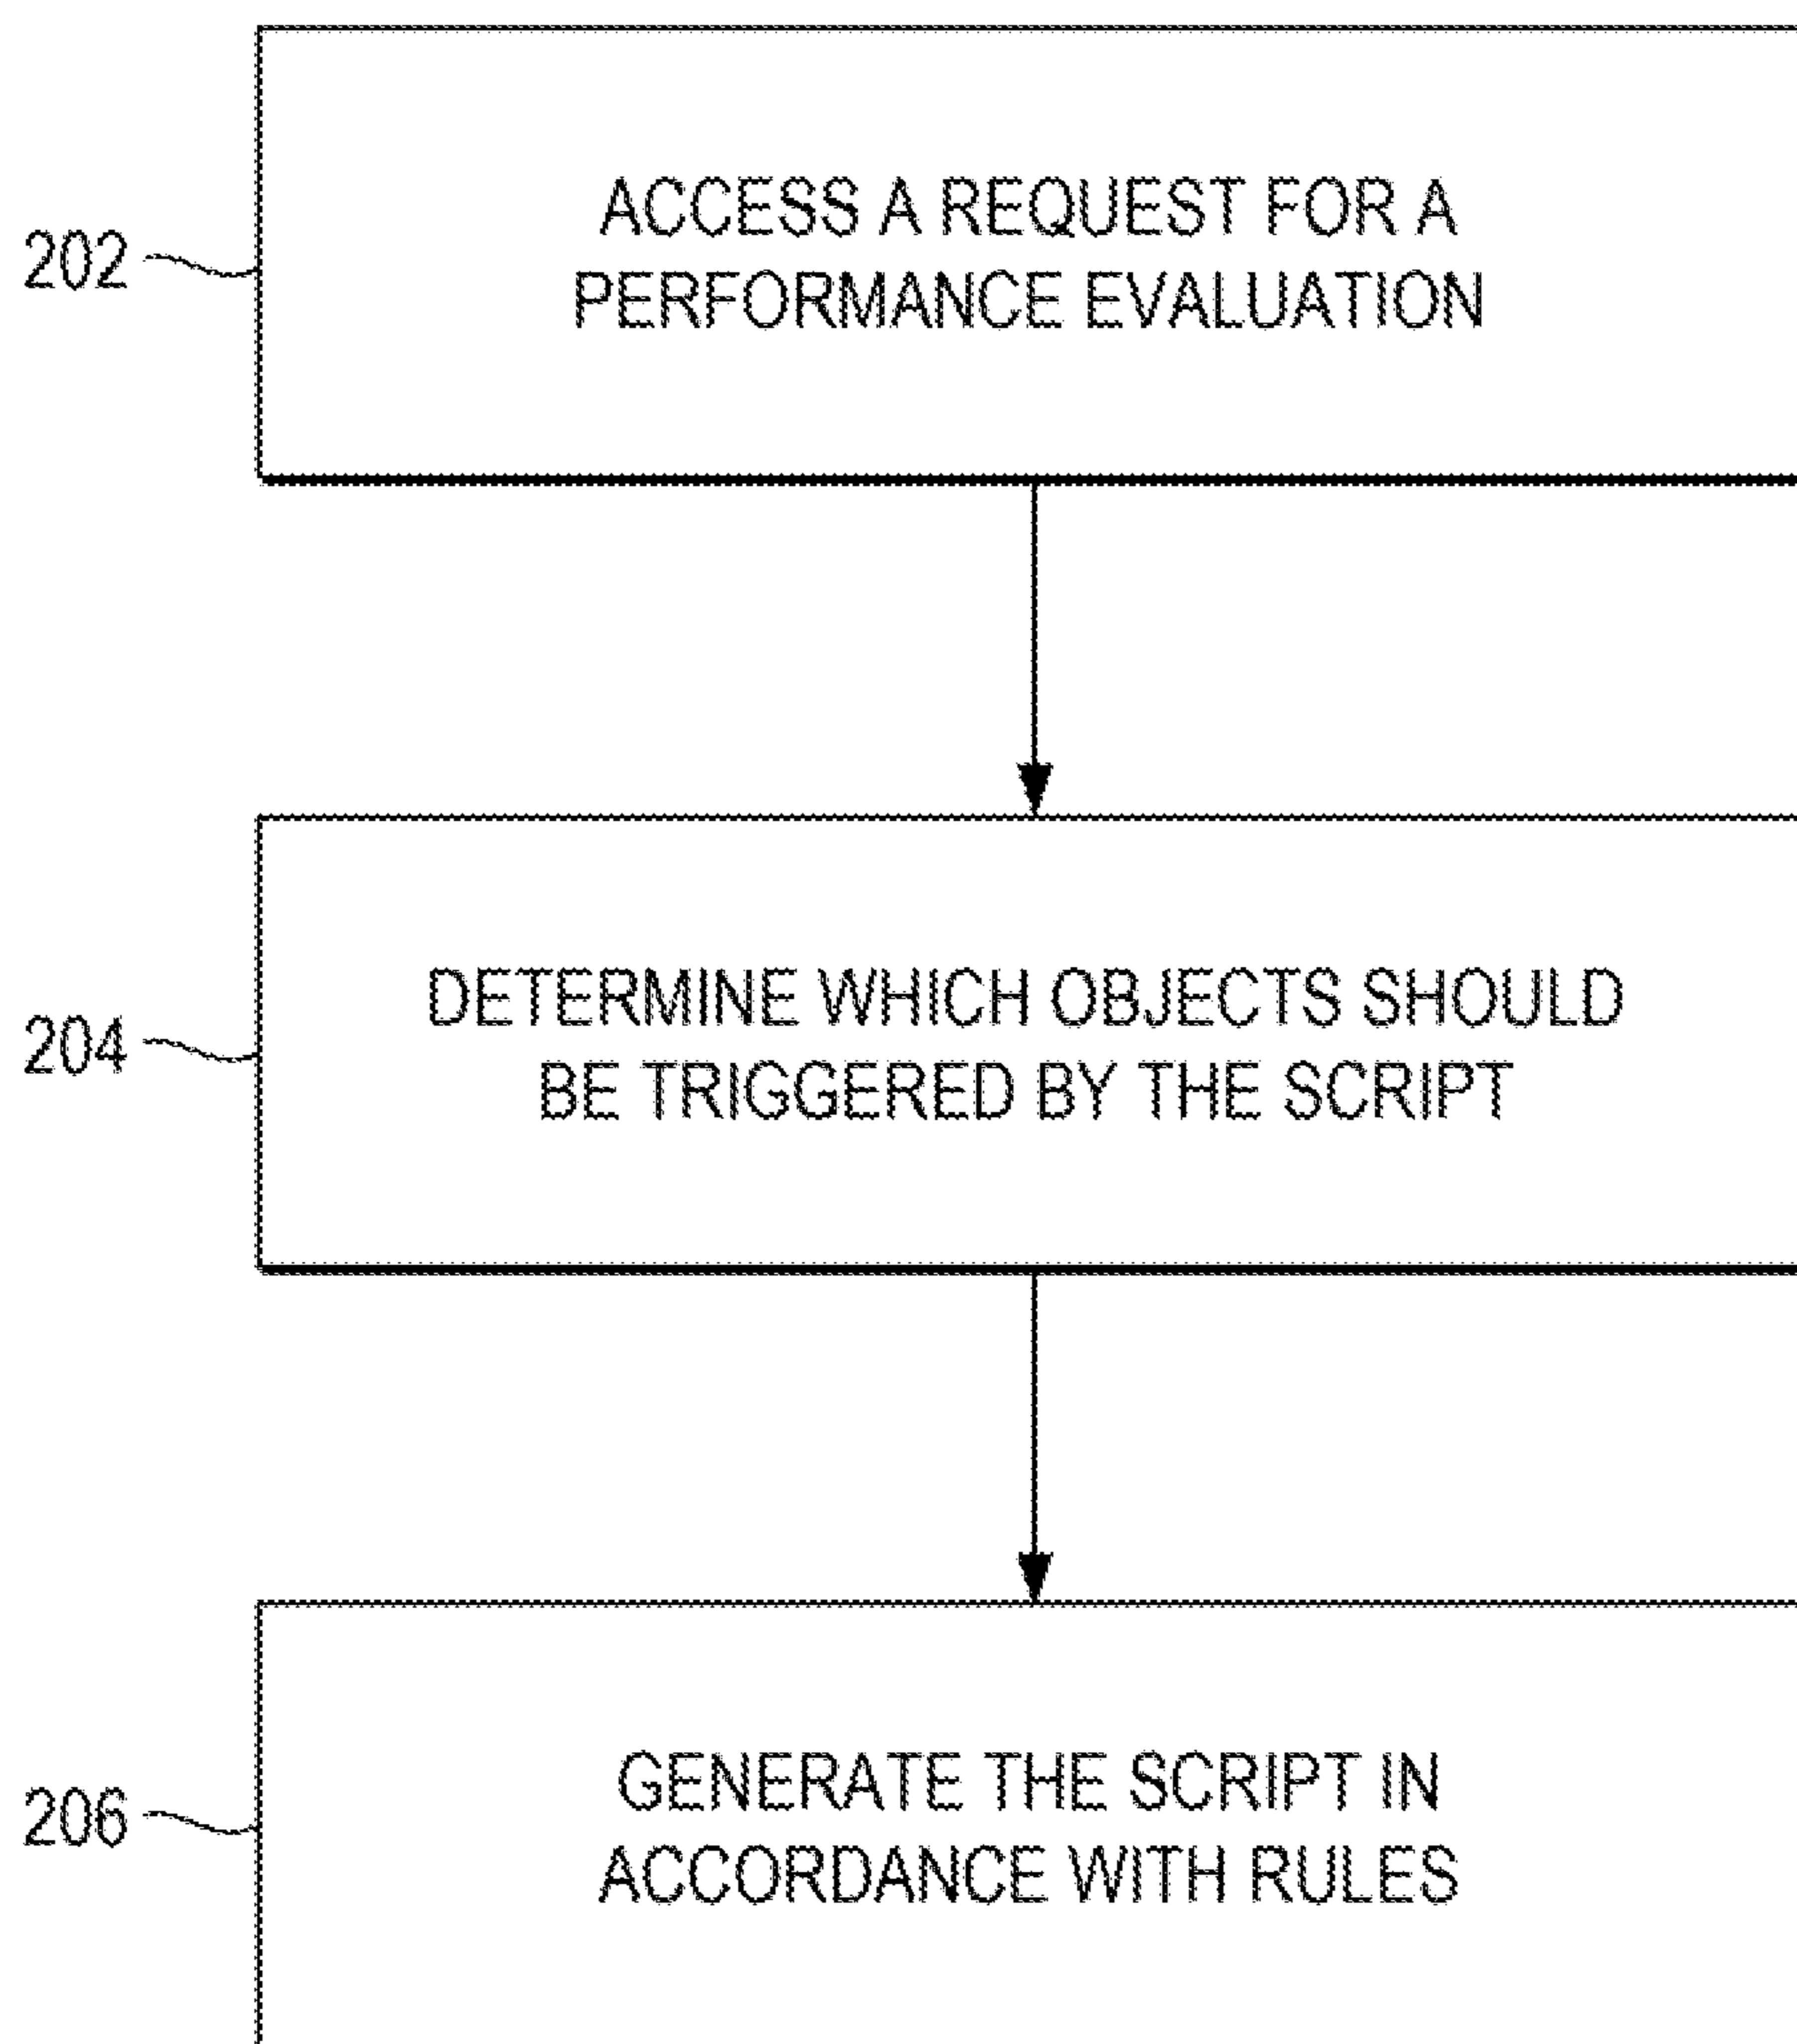 202
ACCESS A REQUEST FOR A
PERFORMANCE EVALUATION
204
DETERMINE WHICH OBJECTS SHOULD
BE TRIGGERED BY THE SCRIPT
206
GENERATE THE SCRIPT IN
ACCORDANCE WITH RULES